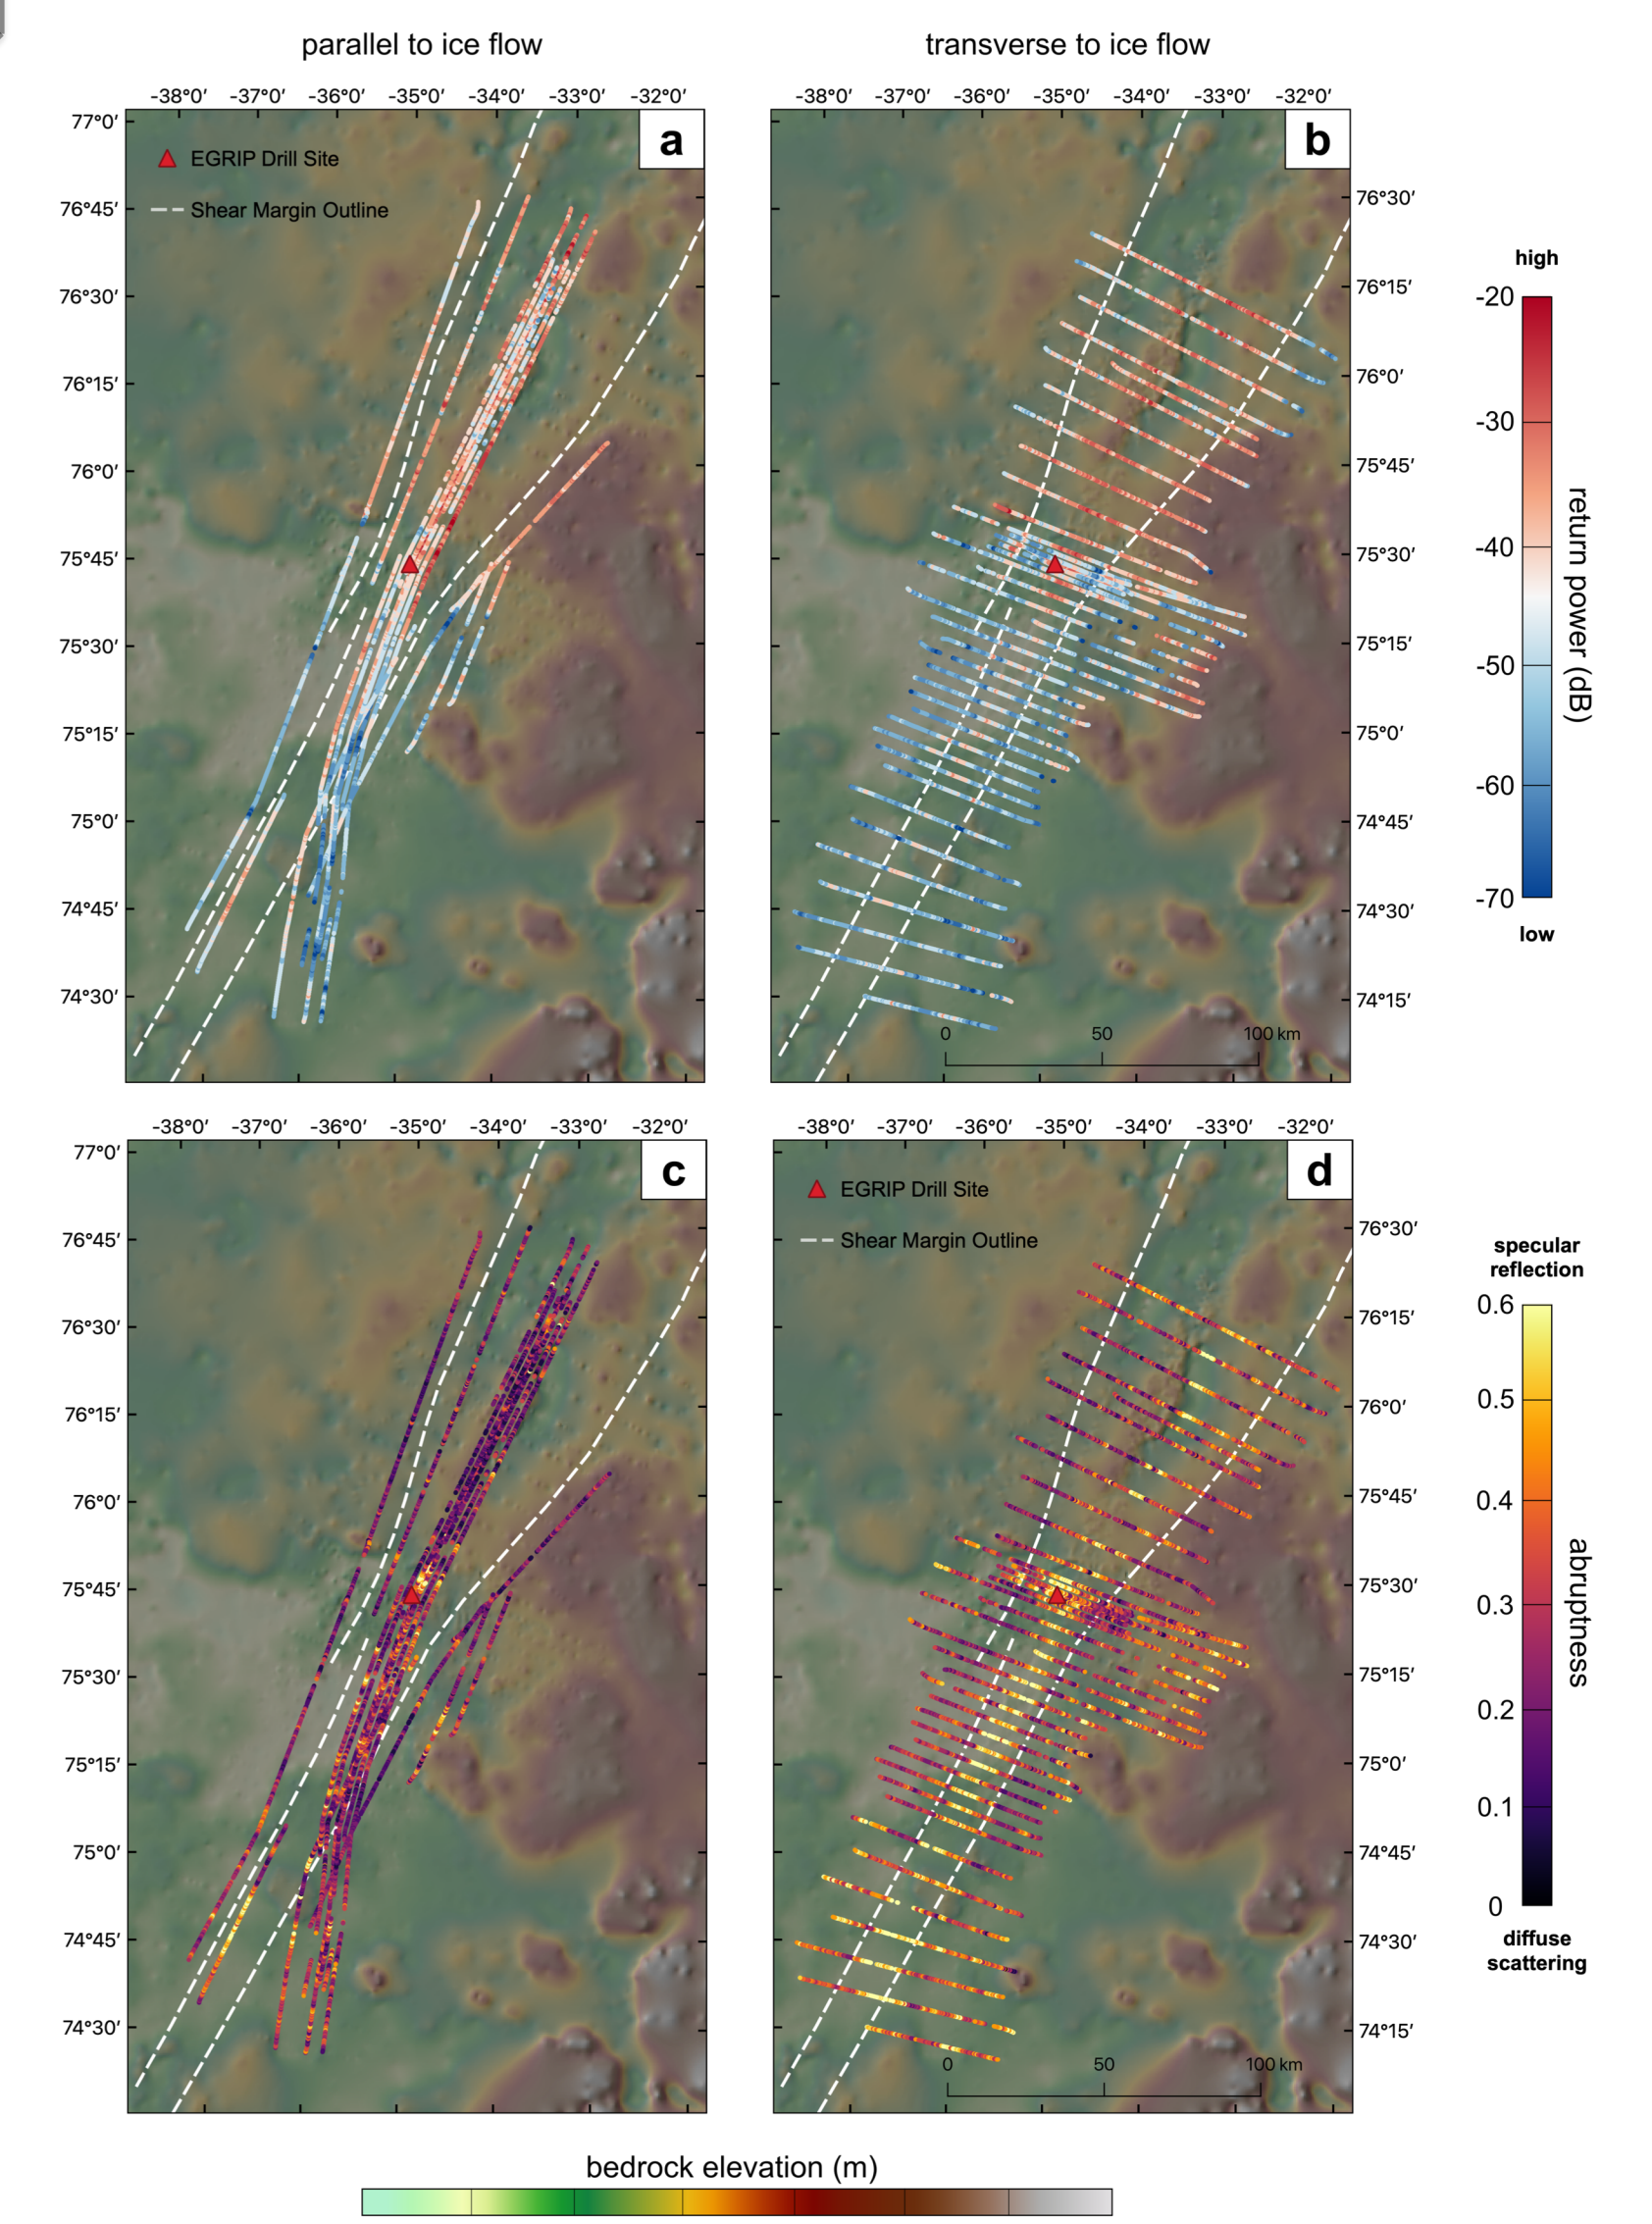 parallel to ice flow
transverse to ice flow
-38°0′ -37°0′ -36°0′ -35°0′ -34°0′ -33°0′ -32°0′
-38°0′ -37°0′ -36°0′ -35°0′ -34°0′ -33°0′ -32°0′
77°0′
76°45′
76°30′
76°15′
76°0′
75°45′
75°30′
75°15′
75°0′
74°45′
74°30′
EGRIP Drill Site
Shear Margin Outline
a
b
76°30′
76°15′
76°0′
75°45′
75°30′
75°15′
75°0′
74°45′
74°30′
74°15′
0 50 100 km
high
-20
-30
-40
-50
-60
-70
low
return power (dB)
-38°0′ -37°0′ -36°0′ -35°0′ -34°0′ -33°0′ -32°0′
-38°0′ -37°0′ -36°0′ -35°0′ -34°0′ -33°0′ -32°0′
77°0′
76°45′
76°30′
76°15′
76°0′
75°45′
75°30′
75°15′
75°0′
74°45′
74°30′
c
EGRIP Drill Site
Shear Margin Outline
d
76°30′
76°15′
76°0′
75°45′
75°30′
75°15′
75°0′
74°45′
74°30′
74°15′
0 50 100 km
specular
reflection
0.6
0.5
0.4
0.3
0.2
0.1
0
diffuse
scattering
abruptness
bedrock elevation (m)